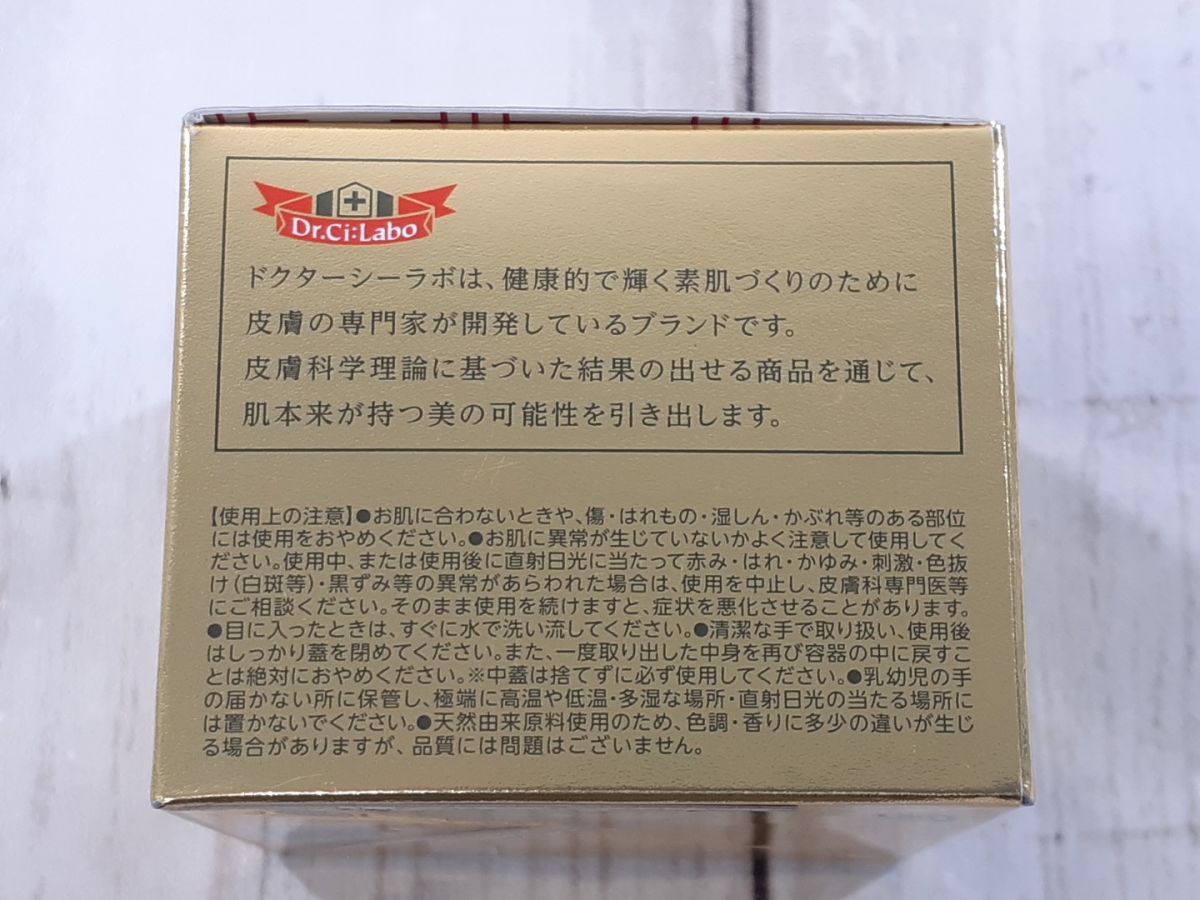 Dr.Ci:Labo
ドクターシーラボは、健康的で輝く素肌づくりのために
皮膚の専門家が開発しているブランドです。
皮膚科学理論に基づいた結果の出せる商品を通じて、
肌本来が持つ美の可能性を引き出します。
【使用上の注意】●お肌に合わないときや、傷・はれもの・湿しん・かぶれ等のある部位
には使用をおやめください。●お肌に異常が生じていないかよく注意して使用してく
ださい。使用中、または使用後に直射日光に当たって赤み・はれ・かゆみ・刺激・色抜
け(白斑等)・黒ずみ等の異常があらわれた場合は、使用を中止し、皮膚科専門医等
にご相談ください。そのまま使用を続けますと、症状を悪化させることがあります。
●目に入ったときは、すぐに水で洗い流してください。●清潔な手で取り扱い、使用後
はしっかり蓋を閉めてください。また、一度取り出した中身を再び容器の中に戻すこ
とは絶対におやめください。※中蓋は捨てずに必ず使用してください。●乳幼児の手
の届かない所に保管し、極端に高温や低温・多湿な場所・直射日光の当たる場所に
は置かないでください。●天然由来原料使用のため、色調・香りに多少の違いが生じ
る場合がありますが、品質には問題はございません。